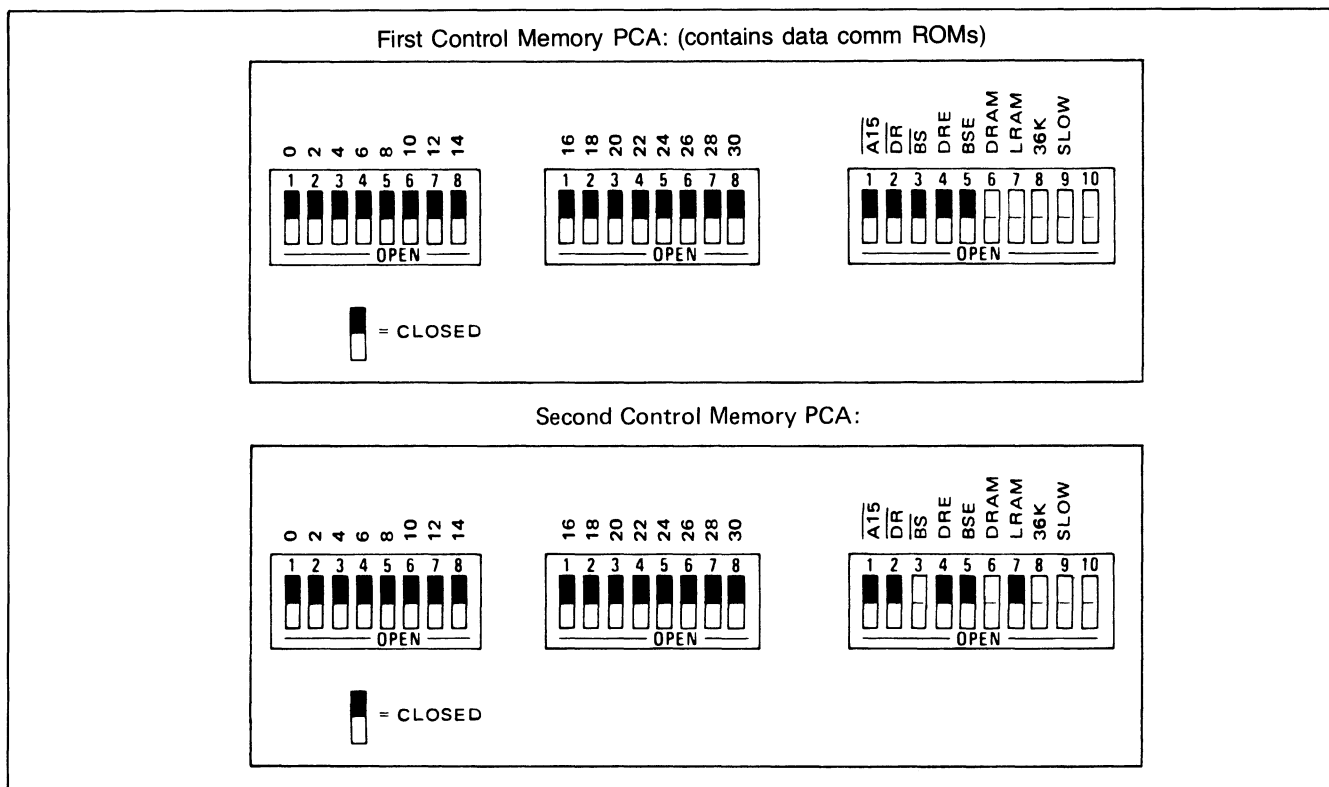 First Control Memory PCA: (contains data comm ROMs)
0 2 4 6 8 10 12 14
16 18 20 22 24 26 28 30
A15 DR BS DRE BSE DRAM LRAM 36K SLOW
1 2 3 4 5 6 7 8
1 2 3 4 5 6 7 8
1 2 3 4 5 6 7 8 9 10
OPEN
OPEN
OPEN
= CLOSED
Second Control Memory PCA:
0 2 4 6 8 10 12 14
16 18 20 22 24 26 28 30
A15 DR BS DRE BSE DRAM LRAM 36K SLOW
1 2 3 4 5 6 7 8
1 2 3 4 5 6 7 8
1 2 3 4 5 6 7 8 9 10
OPEN
OPEN
OPEN
= CLOSED